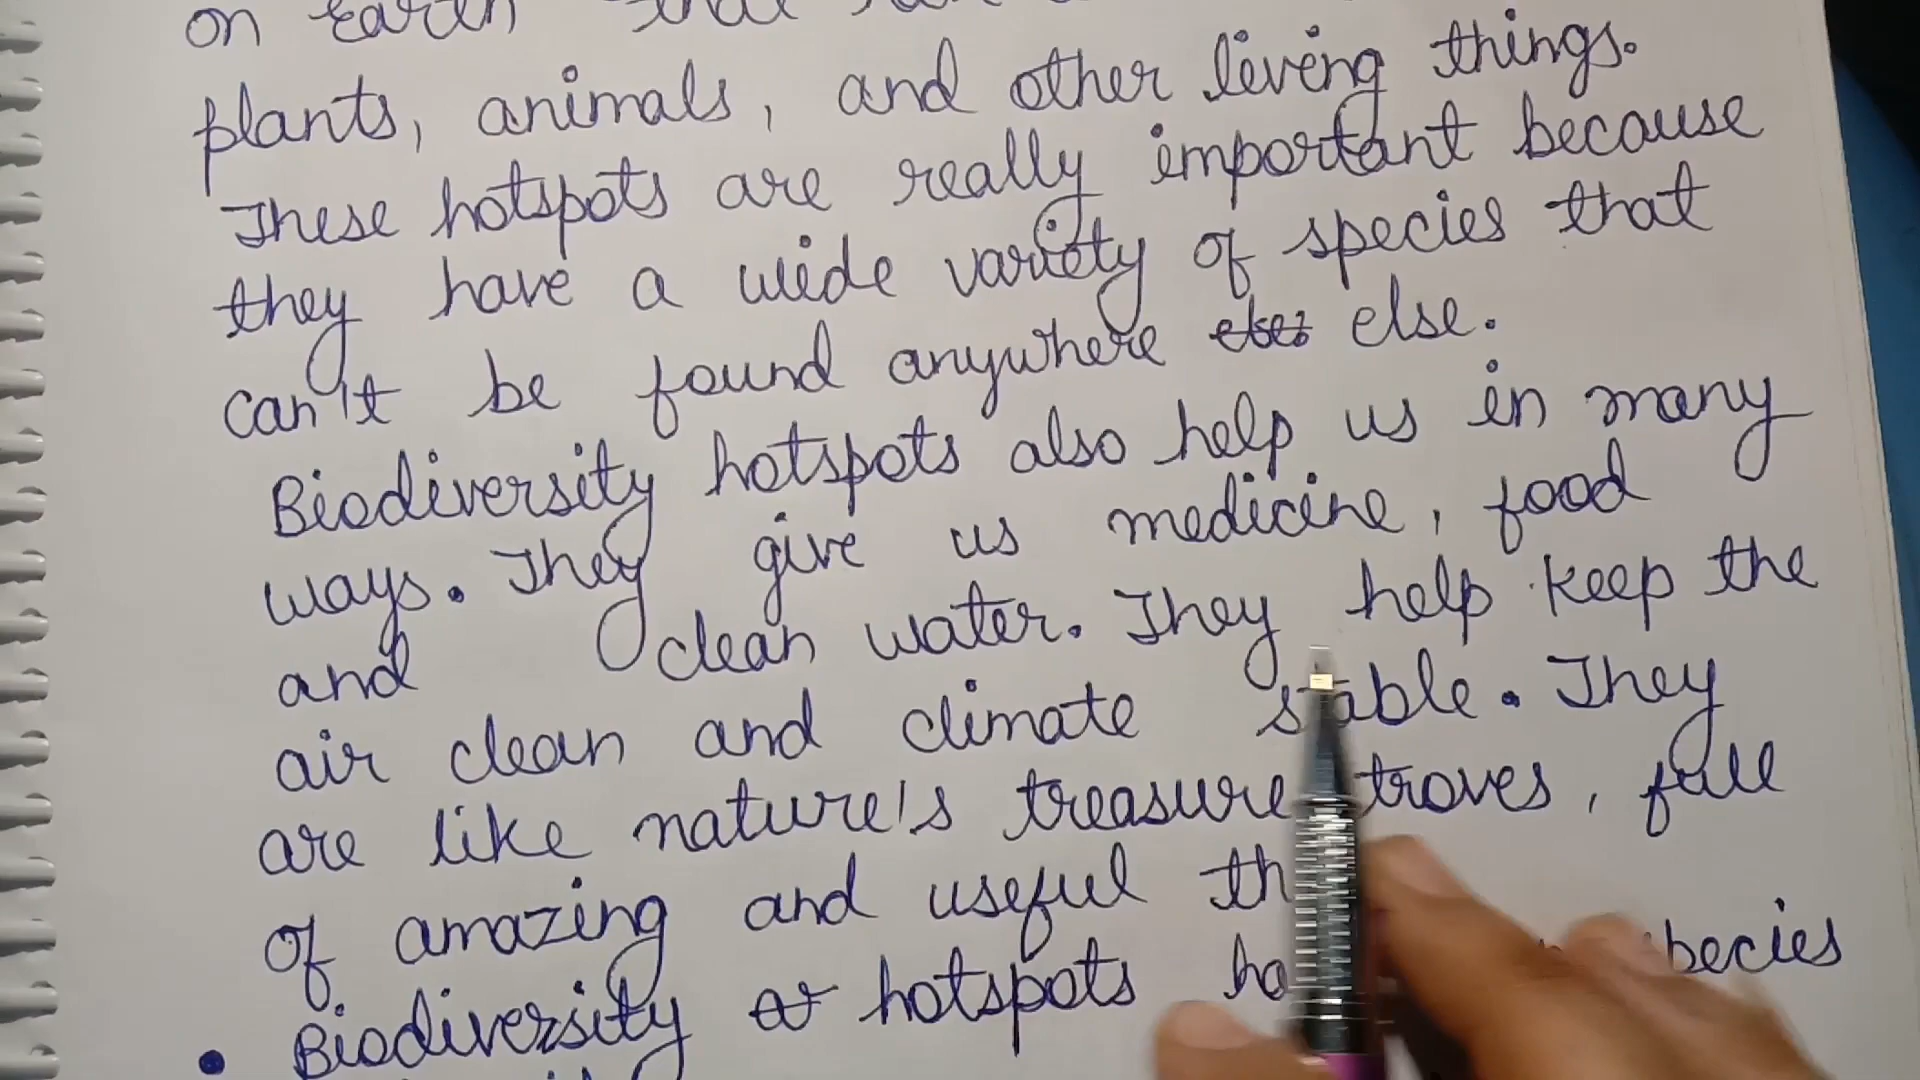 on Earth that
plants, animals, and other living things.
These hotspots are really important because
they have a wide variety of species that
can't be found anywhere else.
Biodiversity hotspots also help us in many
ways. They give us medicine, food
and clean water. They help keep the
air clean and climate stable. They
are like nature's treasure troves, full
of amazing and useful th
Biodiversity hotspots ha species